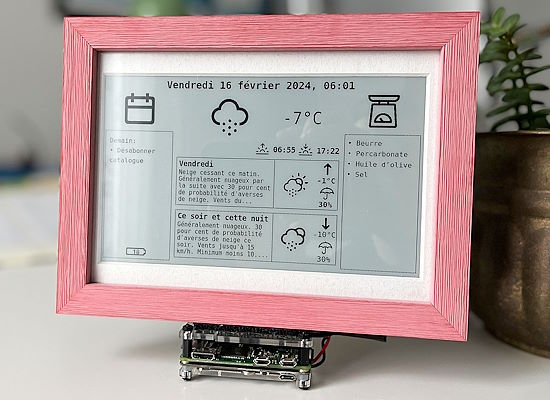 Vendredi 16 février 2024, 06:01
-7°C
06:55 17:22
Demain:
• Désabonner
catalogue
Vendredi
Neige cessant ce matin.
Généralement nuageux par
la suite avec 30 pour cent
de probabilité d'averses
de neige. Vents du...
-1°C
30%
Ce soir et cette nuit
Généralement nuageux. 30
pour cent de probabilité
d'averses de neige ce
soir. Vents jusqu'à 15
km/h. Minimum moins 10....
-10°C
30%
• Beurre
• Percarbonate
• Huile d'olive
• Sel